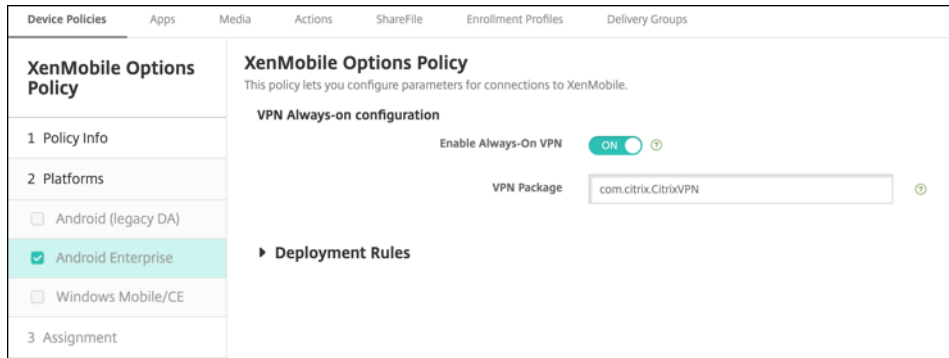 Device Policies Apps Media Actions ShareFile Enrollment Profiles Delivery Groups
XenMobile Options
Policy
1 Policy Info
2 Platforms
Android (legacy DA)
Android Enterprise
Windows Mobile/CE
3 Assignment
XenMobile Options Policy
This policy lets you configure parameters for connections to XenMobile.
VPN Always-on configuration
Enable Always-On VPN ON ?
VPN Package com.citrix.CitrixVPN ?
Deployment Rules